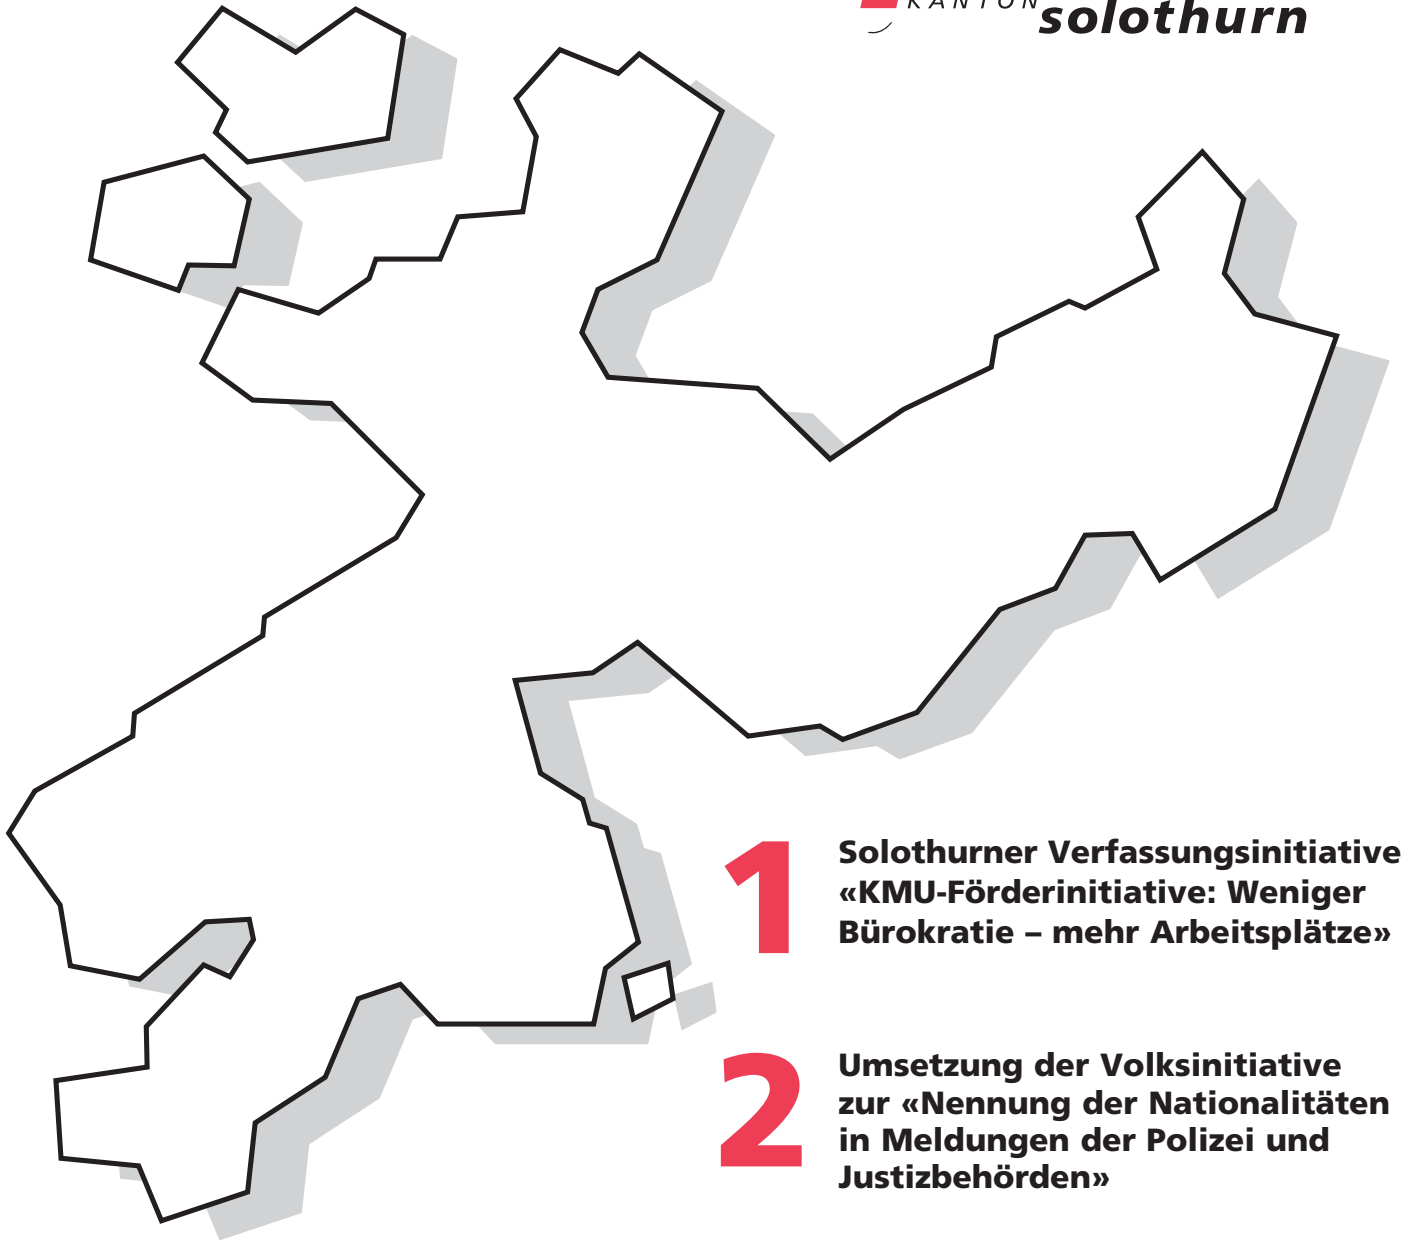 KANTON solothurn
1
Solothurner Verfassungsinitiative
«KMU-Förderinitiative: Weniger
Bürokratie – mehr Arbeitsplätze»
2
Umsetzung der Volksinitiative
zur «Nennung der Nationalitäten
in Meldungen der Polizei und
Justizbehörden»